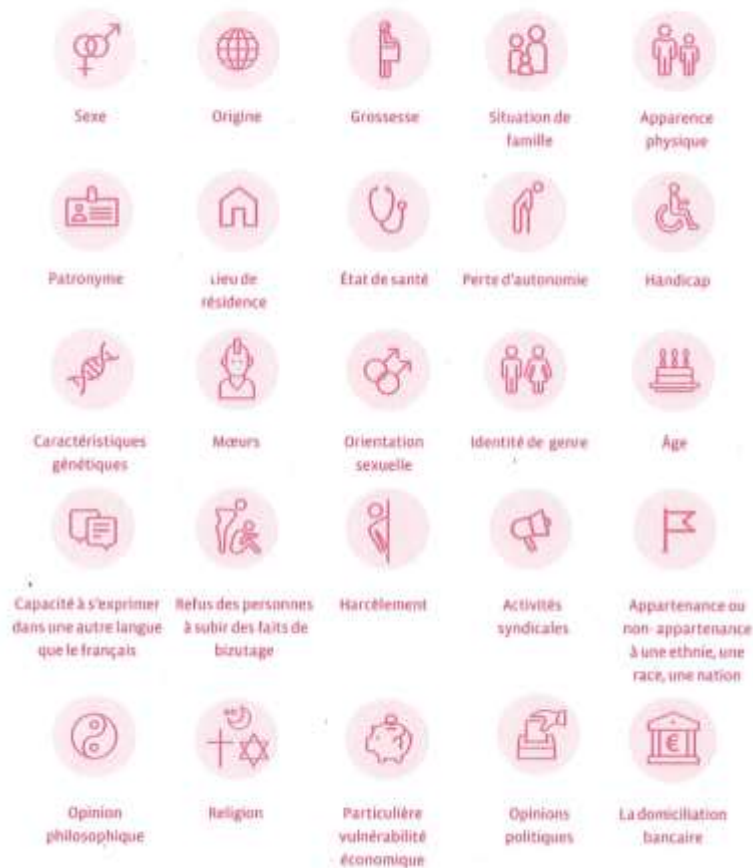 Sexe
Origine
Grossesse
Situation de
famille
Apparence
physique
Patronyme
Lieu de
résidence
État de santé
Perte d'autonomie
Handicap
Caractéristiques
génétiques
Mœurs
Orientation
sexuelle
Identité de genre
Âge
Capacité à s'exprimer
dans une autre langue
que le français
Refus des personnes
à subir des faits de
bizutage
Harcèlement
Activités
syndicales
Appartenance ou
non-appartenance
à une ethnie, une
race, une nation
Opinion
philosophique
Religion
Particulière
vulnérabilité
économique
Opinions
politiques
La domiciliation
bancaire
€